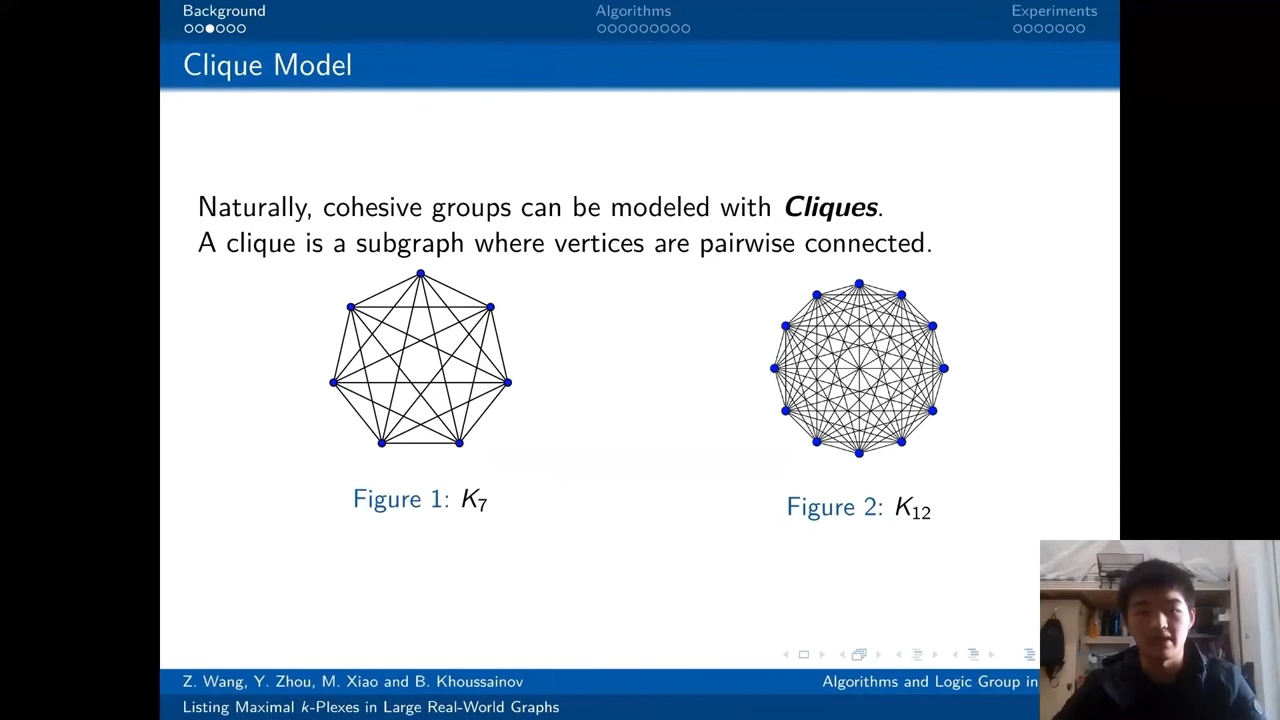 Background Algorithms Experiments
Clique Model
Naturally, cohesive groups can be modeled with Cliques.
A clique is a subgraph where vertices are pairwise connected.
Figure 1: K7
Figure 2: K12
Z. Wang, Y. Zhou, M. Xiao and B. Khoussainov Algorithms and Logic Group in
Listing Maximal k-Plexes in Large Real-World Graphs